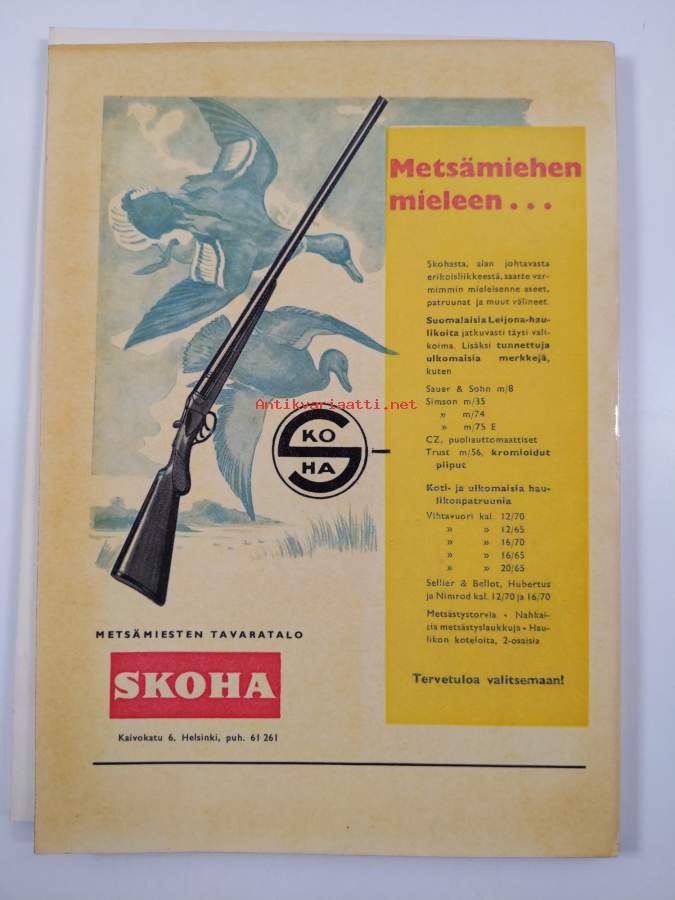 Metsämiehen
mieleen...
Skohasta, alan johtavasta
erikoisliikkeestä, saatte var-
mimmin mieleisenne aseet,
patruunat ja muut välineet.
Suomalaisia Leijona-hau-
likoita jatkuvasti täysi vali-
koima. Lisäksi tunnettuja
ulkomaisia merkkejä,
kuten
Sauer & Sohn m/8
Simson m/35
» m/74
» m/75 E
CZ, puoliauttomaattiset
Trust m/56, kromioidut
piiput
Koti- ja ulkomaisia hau-
likonpatruunia
Vihtavuori kal. 12/70
» » 12/65
» » 16/70
» » 16/65
» » 20/65
Sellier & Bellot, Hubertus
ja Nimrod kal. 12/70 ja 16/70
Metsästystorvia • Nahkai-
sia metsästyslaukkuja • Hau-
likon koteloita, 2-osaisia
Tervetuloa valitsemaan!
Antikvariaatti.net
S
KO
HA
METSÄMIESTEN TAVARATALO
SKOHA
Kaivokatu 6, Helsinki, puh. 61 261